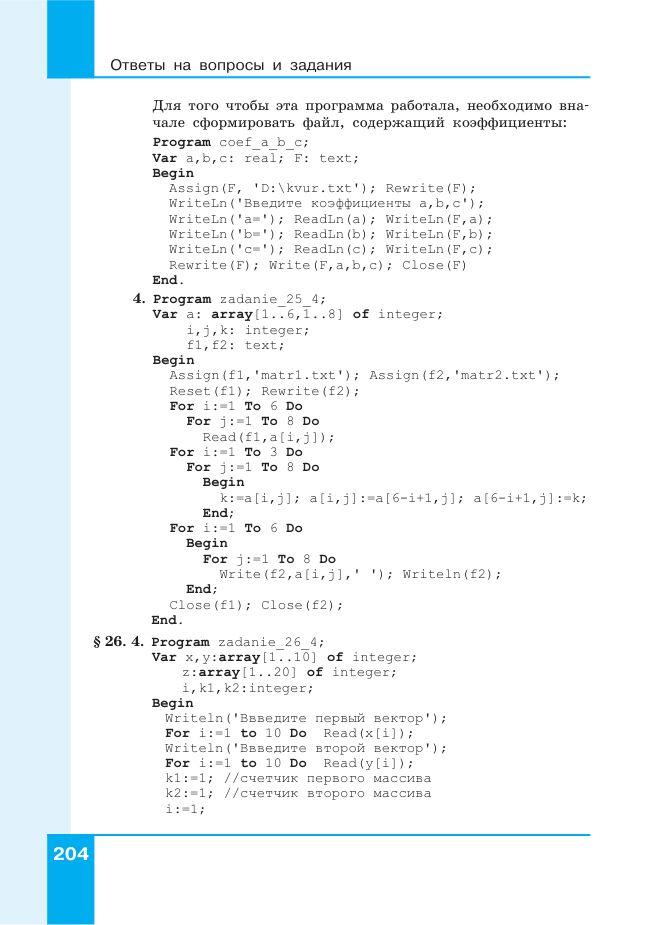 Ответы на вопросы и задания
Для того чтобы эта программа работала, необходимо вна-
чале сформировать файл, содержащий коэффициенты:
Program coef_a_b_c;
Var a,b,c: real; F: text;
Begin
Assign(F, 'D:\kvur.txt'); Rewrite(F);
WriteLn('Введите коэффициенты a,b,c');
WriteLn('a='); ReadLn(a); WriteLn(F,a);
WriteLn('b='); ReadLn(b); WriteLn(F,b);
WriteLn('c='); ReadLn(c); WriteLn(F,c);
Rewrite(F); Write(F,a,b,c); Close(F)
End.
4. Program zadanie_25_4;
Var a: array[1..6,1..8] of integer;
i,j,k: integer;
f1,f2: text;
Begin
Assign(f1,'matr1.txt'); Assign(f2,'matr2.txt');
Reset(f1); Rewrite(f2);
For i:=1 To 6 Do
For j:=1 To 8 Do
Read(f1,a[i,j]);
For i:=1 To 3 Do
For j:=1 To 8 Do
Begin
k:=a[i,j]; a[i,j]:=a[6-i+1,j]; a[6-i+1,j]:=k;
End;
For i:=1 To 6 Do
Begin
For j:=1 To 8 Do
Write(f2,a[i,j],' '); Writeln(f2);
End;
Close(f1); Close(f2);
End.
§ 26. 4. Program zadanie_26_4;
Var x,y:array[1..10] of integer;
z:array[1..20] of integer;
i,k1,k2:integer;
Begin
Writeln('Ввведите первый вектор');
For i:=1 to 10 Do Read(x[i]);
Writeln('Ввведите второй вектор');
For i:=1 to 10 Do Read(y[i]);
k1:=1; //счетчик первого массива
k2:=1; //счетчик второго массива
i:=1;
204